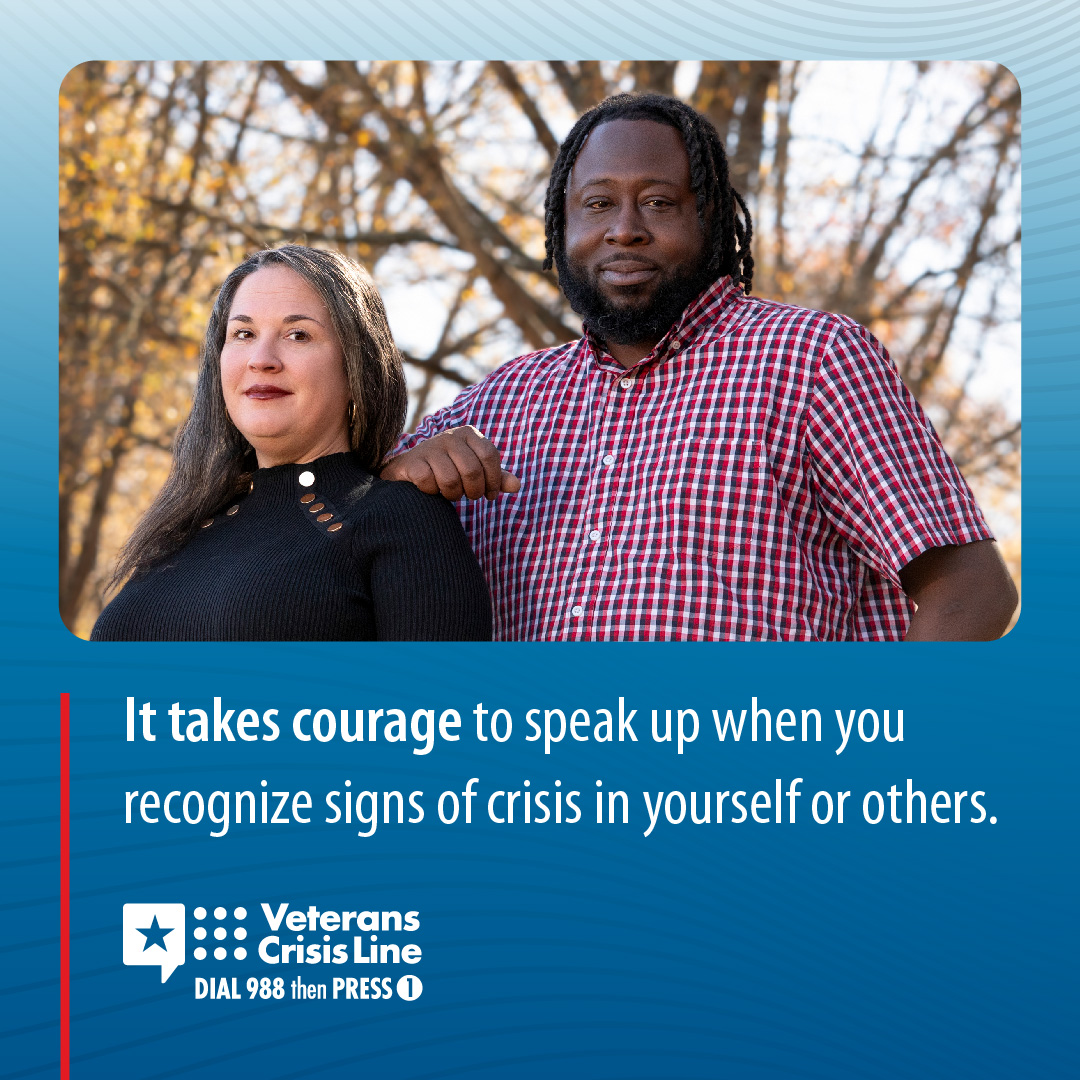 It takes courage to speak up when you
recognize signs of crisis in yourself or others.
Veterans
Crisis Line
DIAL 988 then PRESS 1